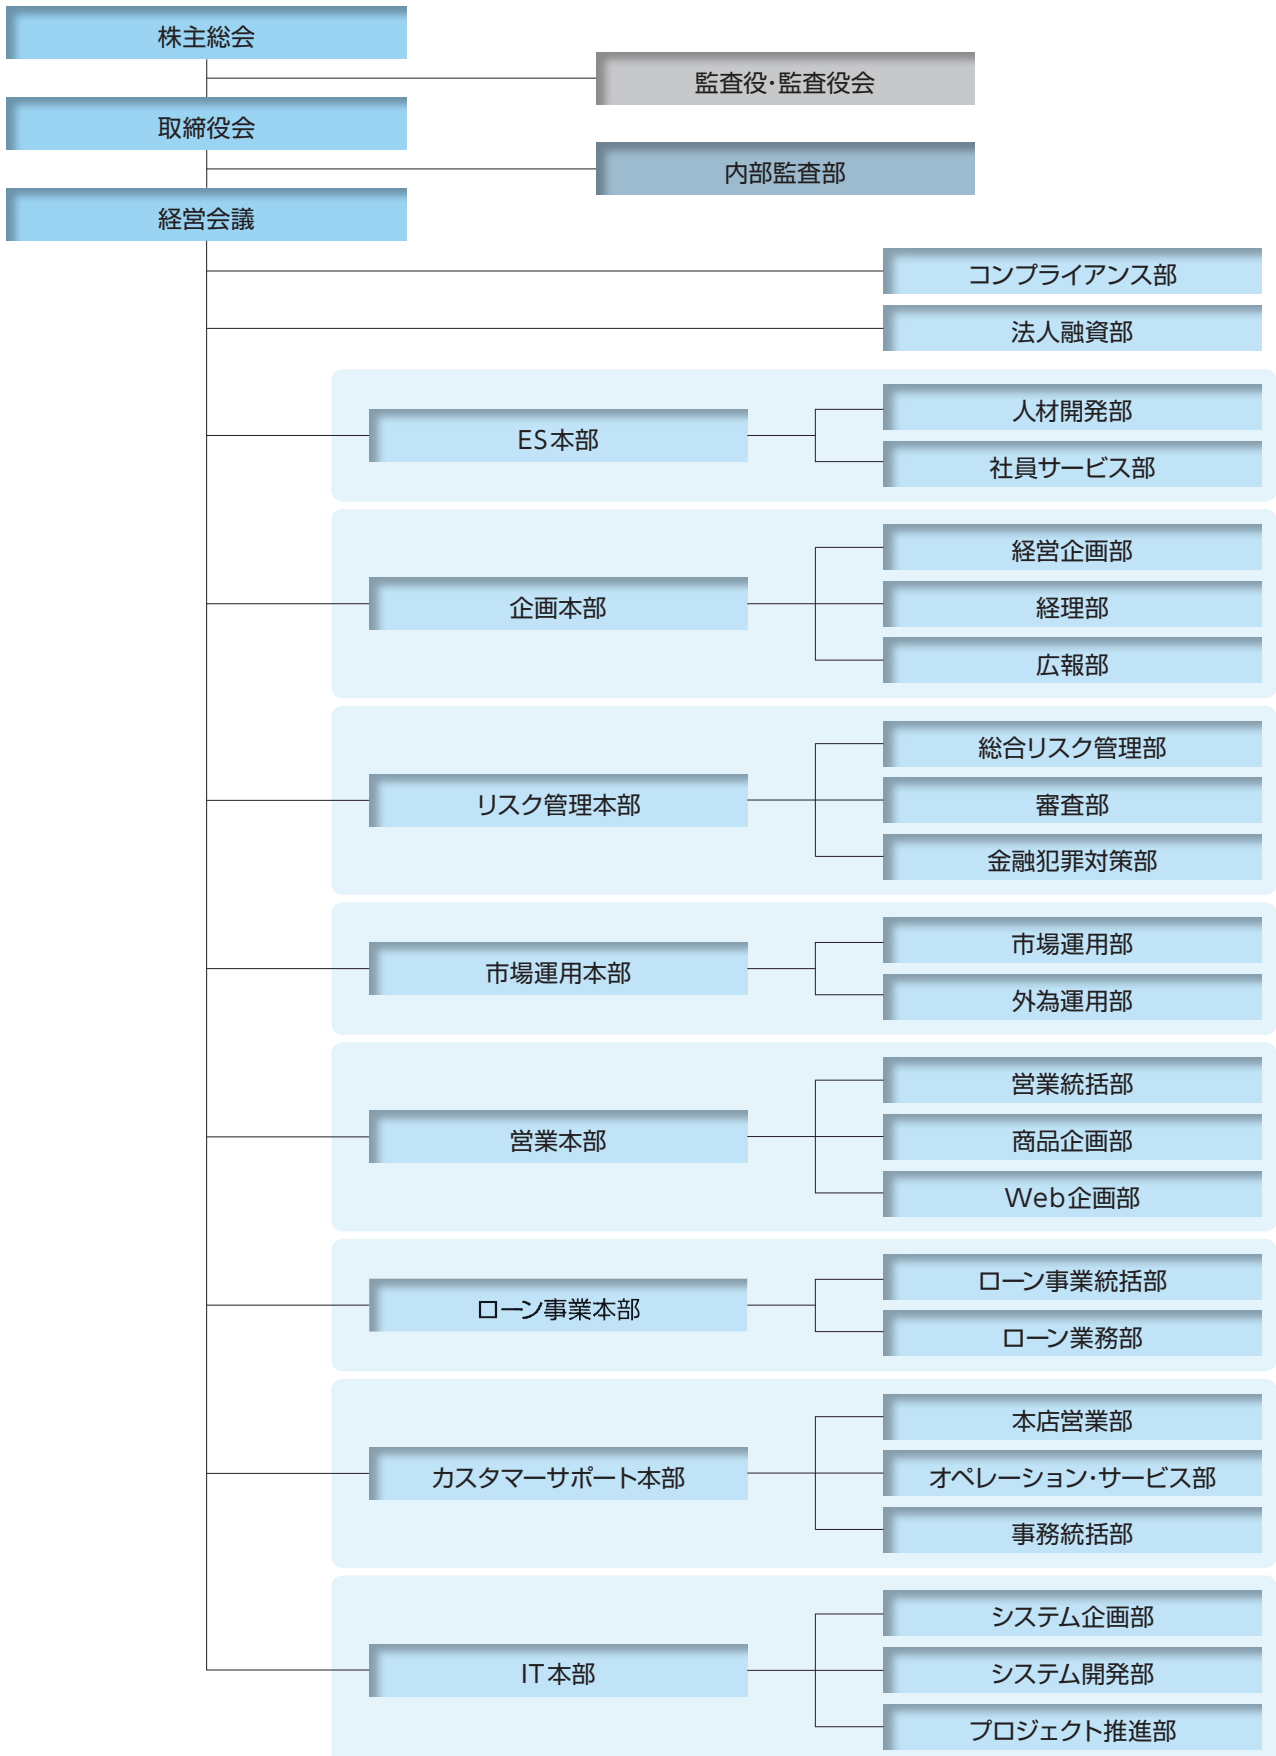 株主総会
監査役・監査役会
取締役会
内部監査部
経営会議
コンプライアンス部
法人融資部
ES本部
人材開発部
社員サービス部
企画本部
経営企画部
経理部
広報部
リスク管理本部
総合リスク管理部
審査部
金融犯罪対策部
市場運用本部
市場運用部
外為運用部
営業本部
営業統括部
商品企画部
Web企画部
ローン事業本部
ローン事業統括部
ローン業務部
カスタマーサポート本部
本店営業部
オペレーション・サービス部
事務統括部
IT本部
システム企画部
システム開発部
プロジェクト推進部